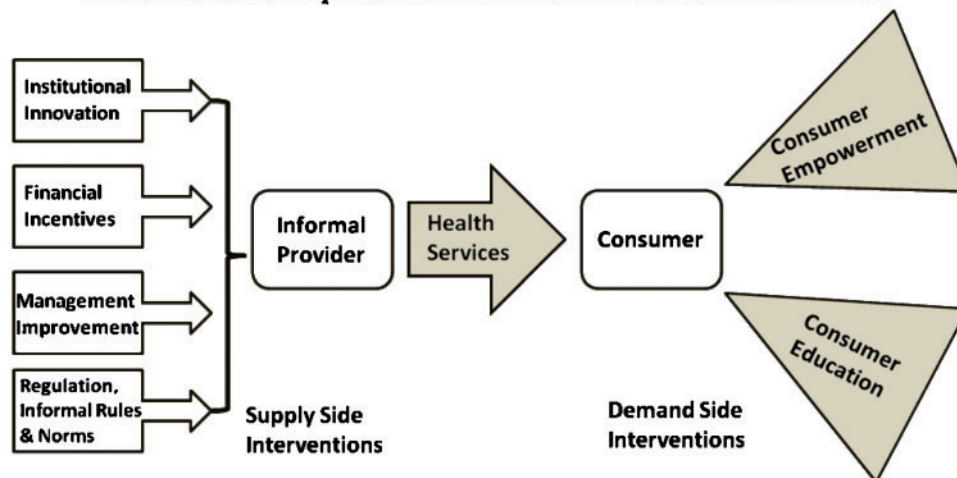 Institutional
Innovation
Financial
Incentives
Management
Improvement
Regulation,
Informal Rules
& Norms
Informal
Provider
Health
Services
Consumer
Consumer
Empowerment
Consumer
Education
Supply Side
Interventions
Demand Side
Interventions